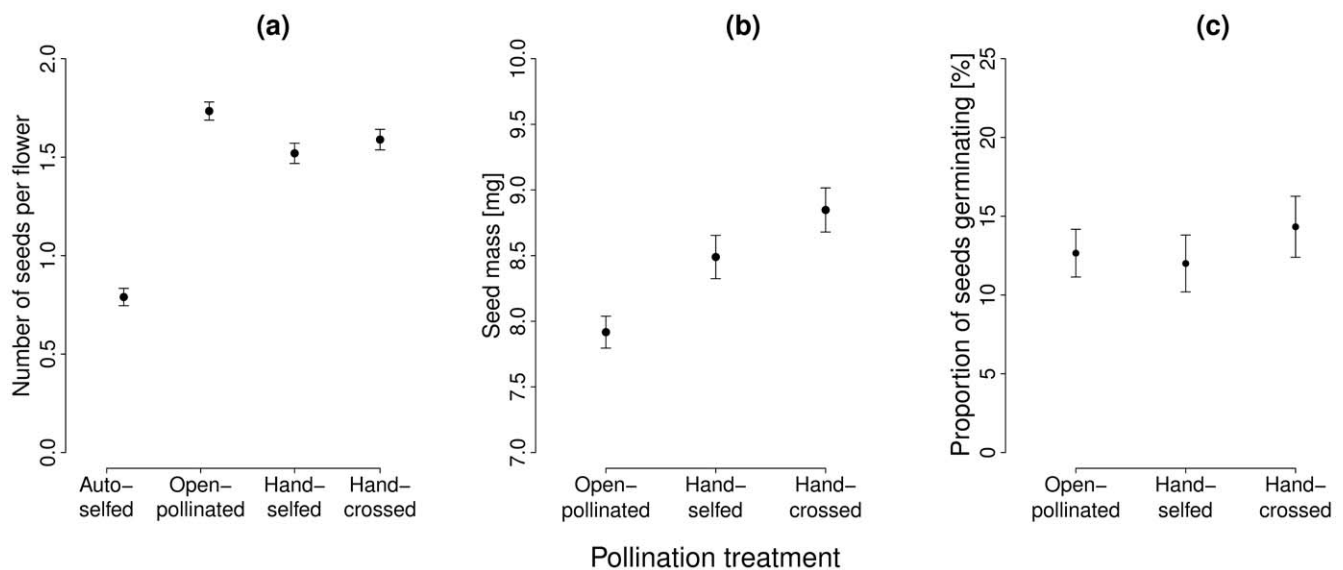 (a)
Number of seeds per flower
2.0
1.5
1.0
0.5
0.0
Auto–
selfed
Open–
pollinated
Hand–
selfed
Hand–
crossed
(b)
Seed mass [mg]
10.0
9.5
9.0
8.5
8.0
7.5
7.0
Open–
pollinated
Hand–
selfed
Hand–
crossed
(c)
Proportion of seeds germinating [%]
25
20
15
10
5
0
Open–
pollinated
Hand–
selfed
Hand–
crossed
Pollination treatment